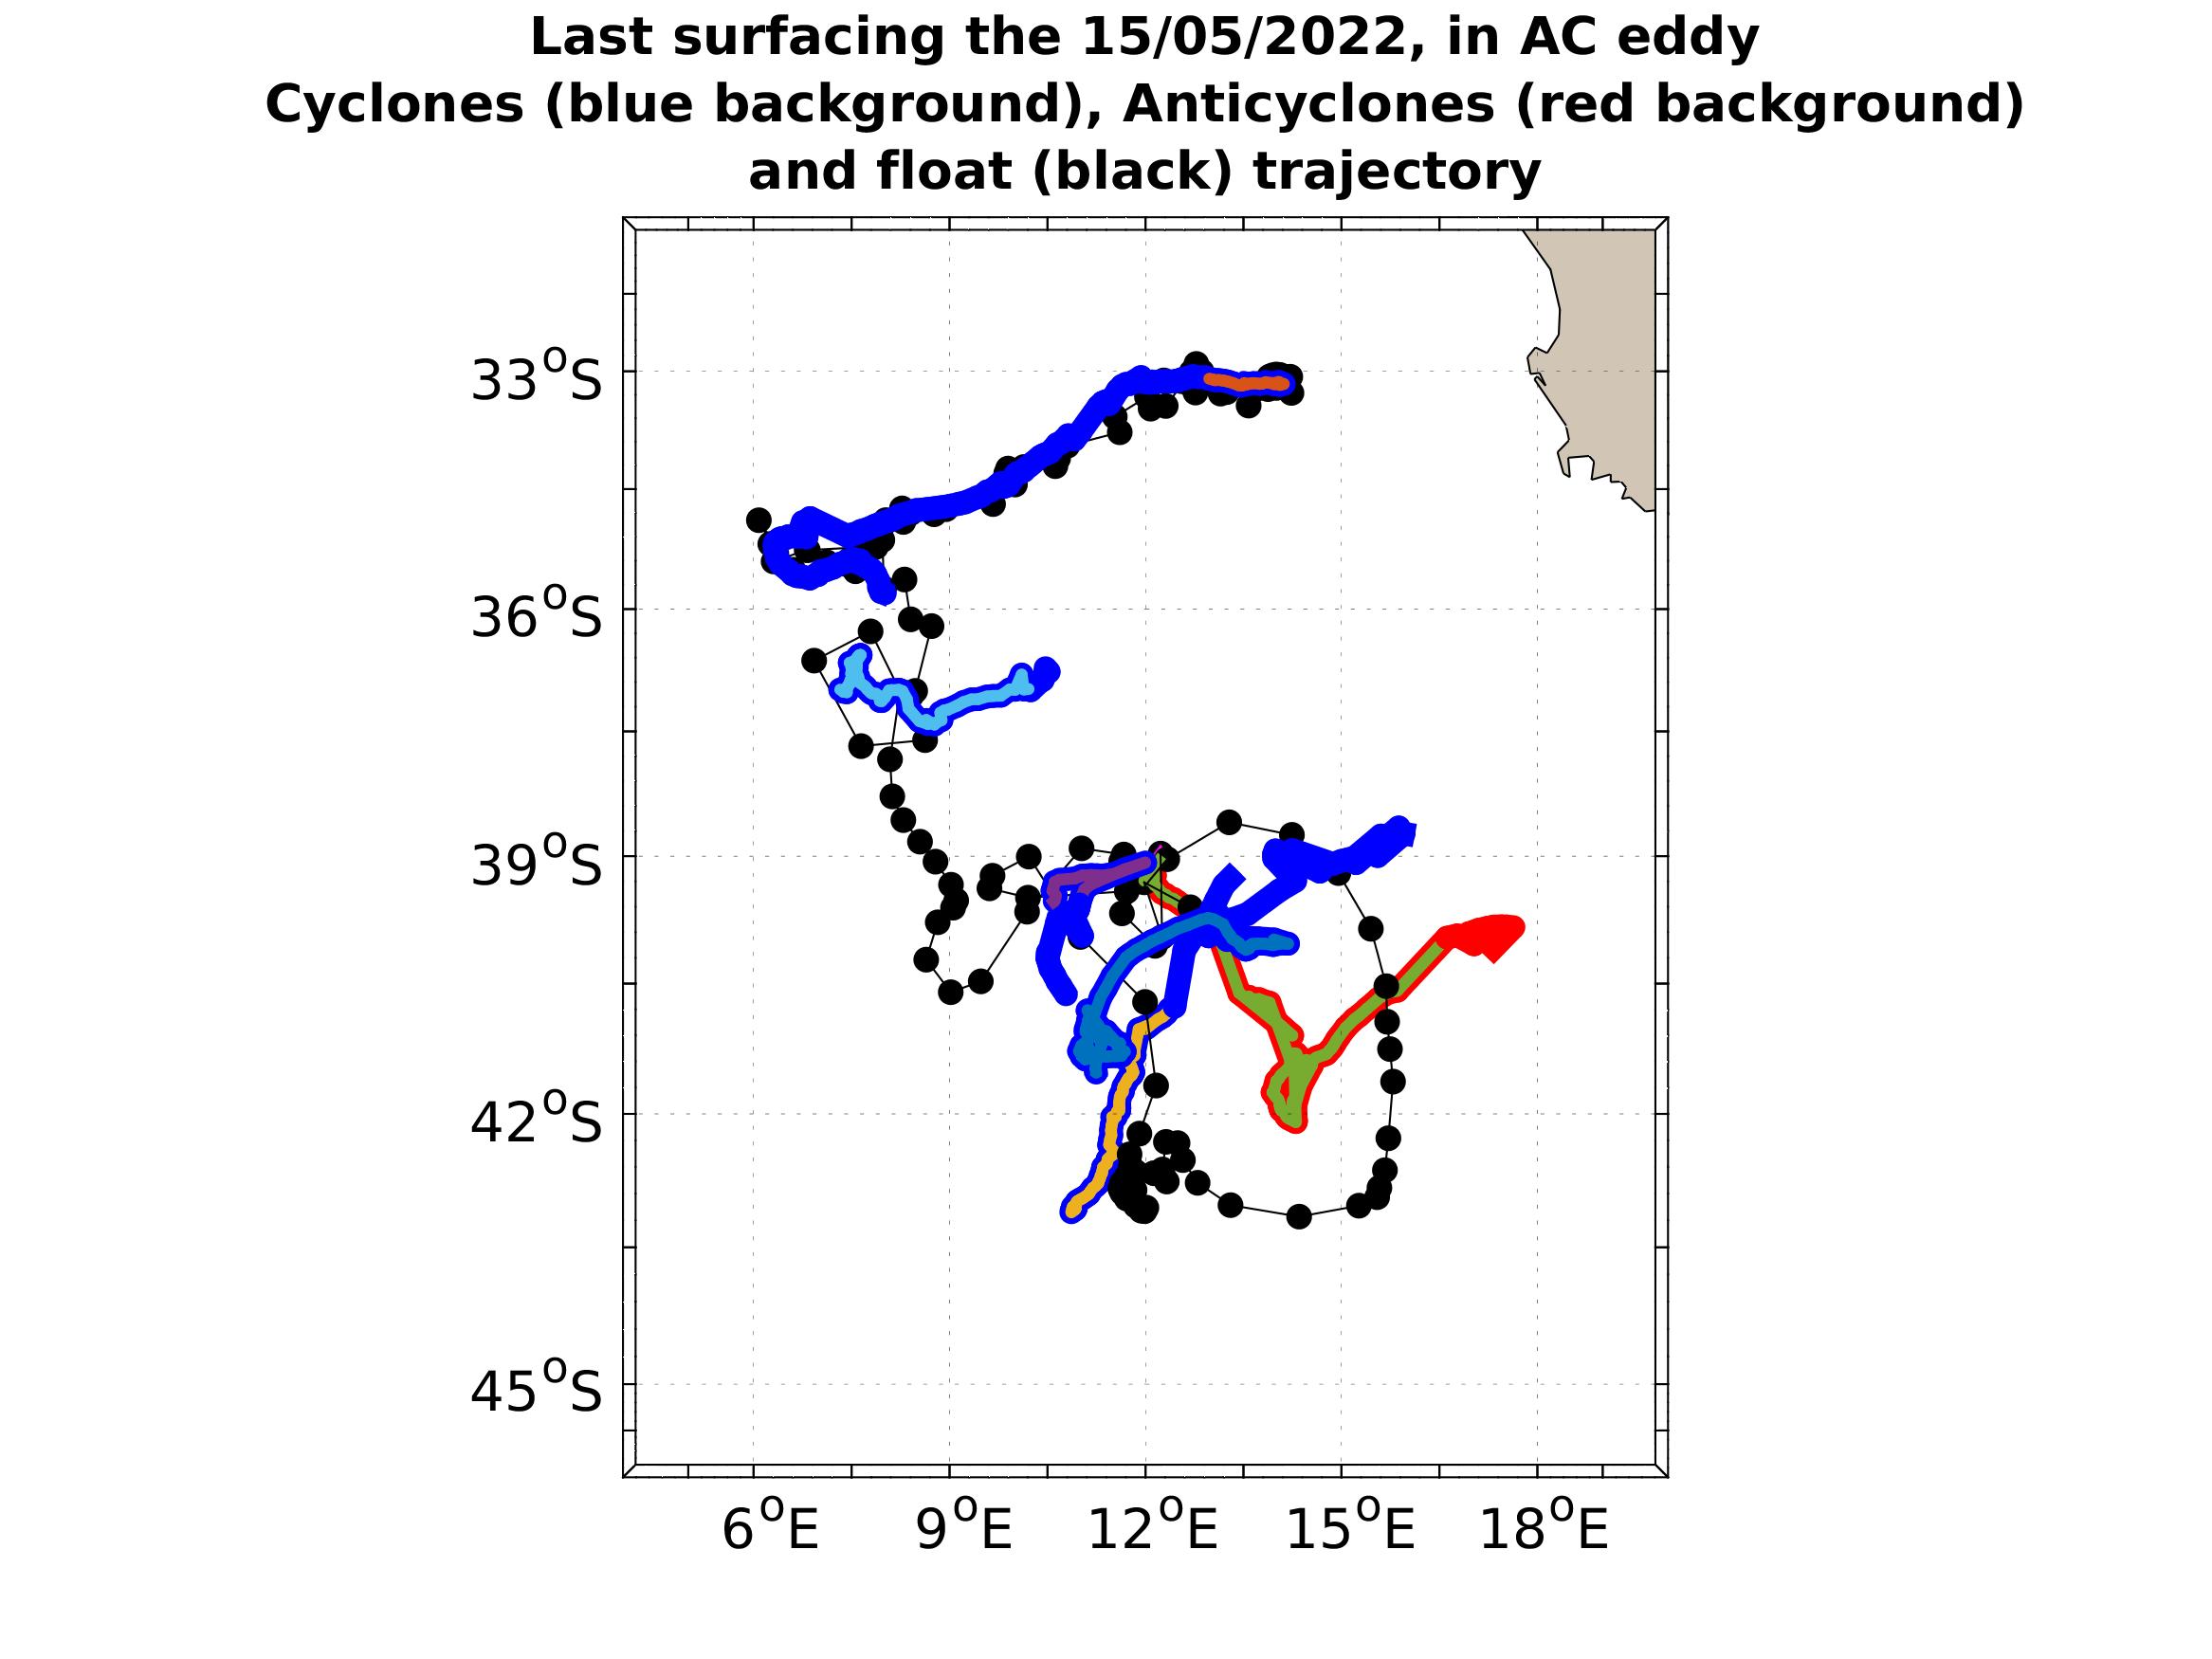 Last surfacing the 15/05/2022, in AC eddy
Cyclones (blue background), Anticyclones (red background)
and float (black) trajectory
33°S
36°S
39°S
42°S
45°S
6°E 9°E 12°E 15°E 18°E